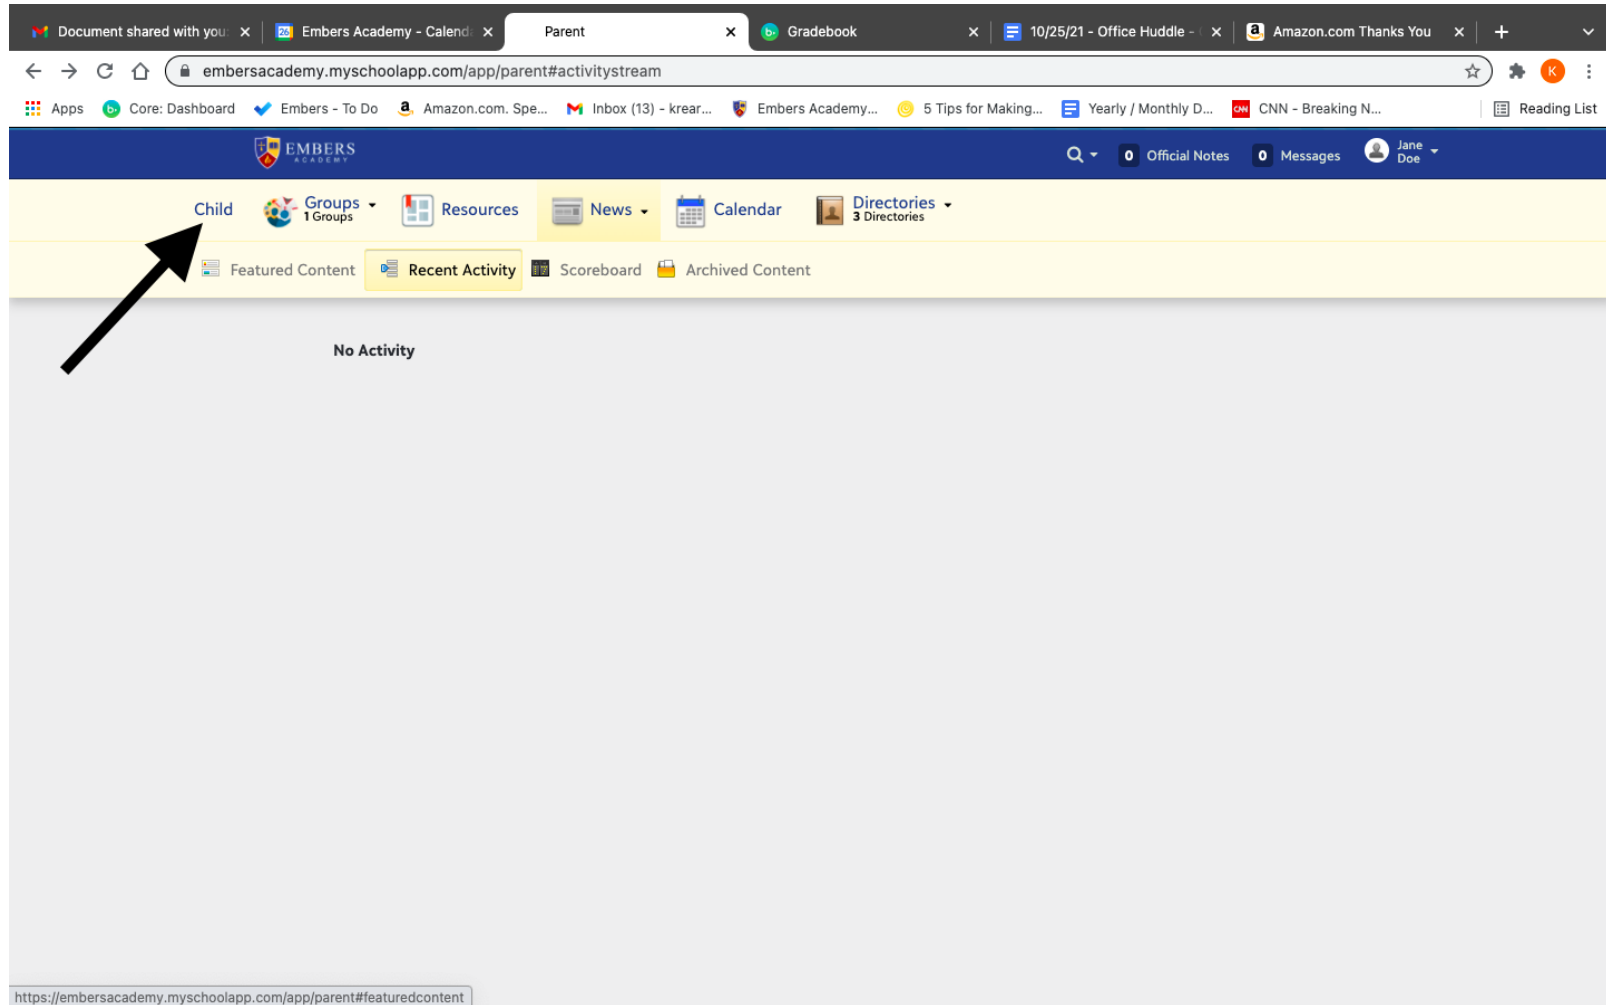 Document shared with you: Embers Academy - Calenda Parent Gradebook 10/25/21 - Office Huddle - Amazon.com Thanks You
embersacademy.myschoolapp.com/app/parent#activitystream K
Apps Core: Dashboard Embers - To Do Amazon.com. Spe... Inbox (13) - krear... Embers Academy... 5 Tips for Making... Yearly / Monthly D... CNN CNN - Breaking N... Reading List
EMBERS
ACADEMY
0 Official Notes 0 Messages Jane
Doe
Child Groups Resources News Calendar Directories
1 Groups 3 Directories
Featured Content Recent Activity Scoreboard Archived Content
No Activity
https://embersacademy.myschoolapp.com/app/parent#featuredcontent